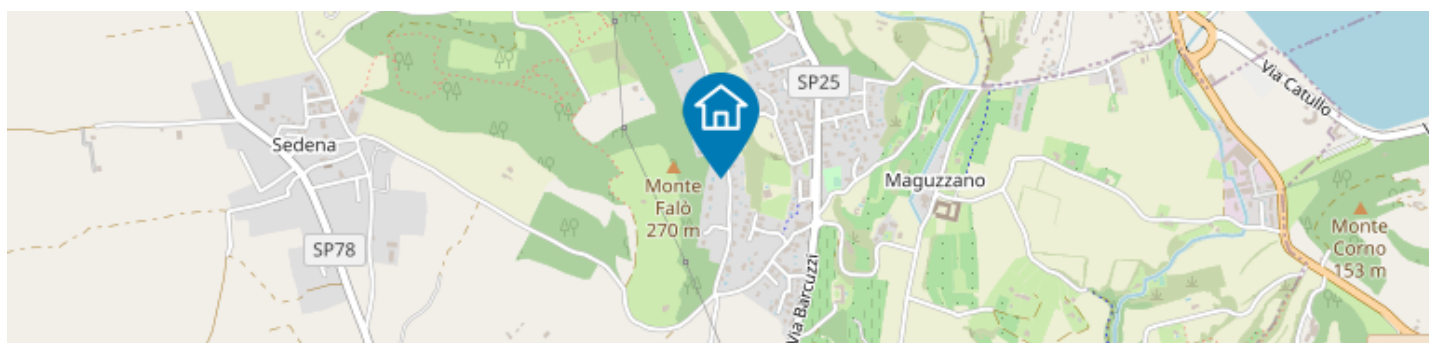 SP25
Via Catullo
Sedena
Maguzzano
Monte
Falò
270 m
SP78
Monte
Corno
153 m
Via Barcuzzi